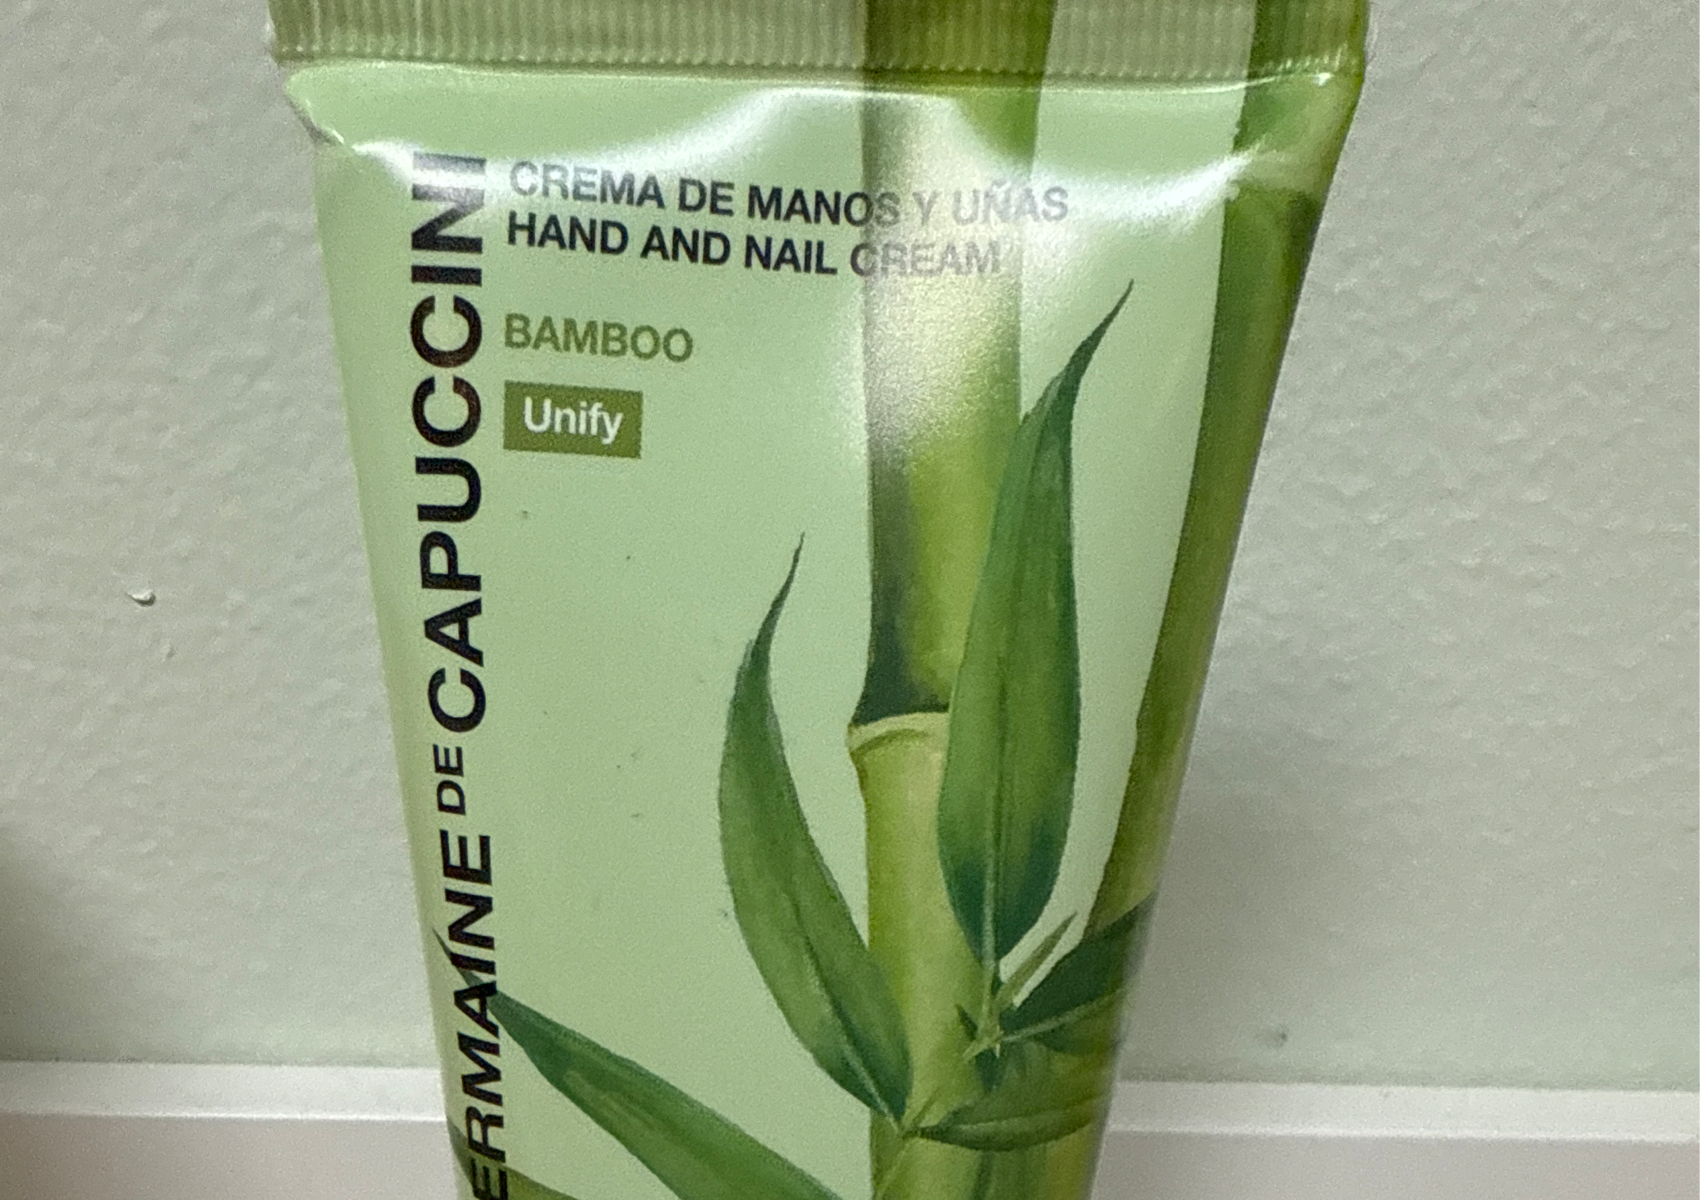 CREMA DE MANOS Y UÑAS
HAND AND NAIL CREAM
BAMBOO
Unify
ERMAINE DE CAPUCCINI